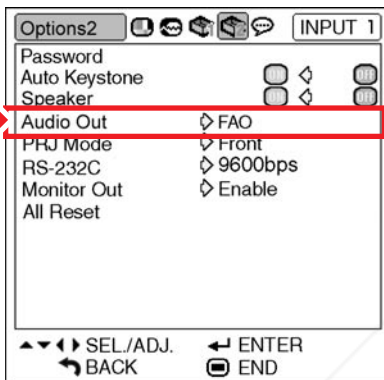 Options2 INPUT 1
Password
Auto Keystone
Speaker
Audio Out FAO
PRJ Mode Front
RS-232C 9600bps
Monitor Out Enable
All Reset
SEL./ADJ. ENTER
BACK END